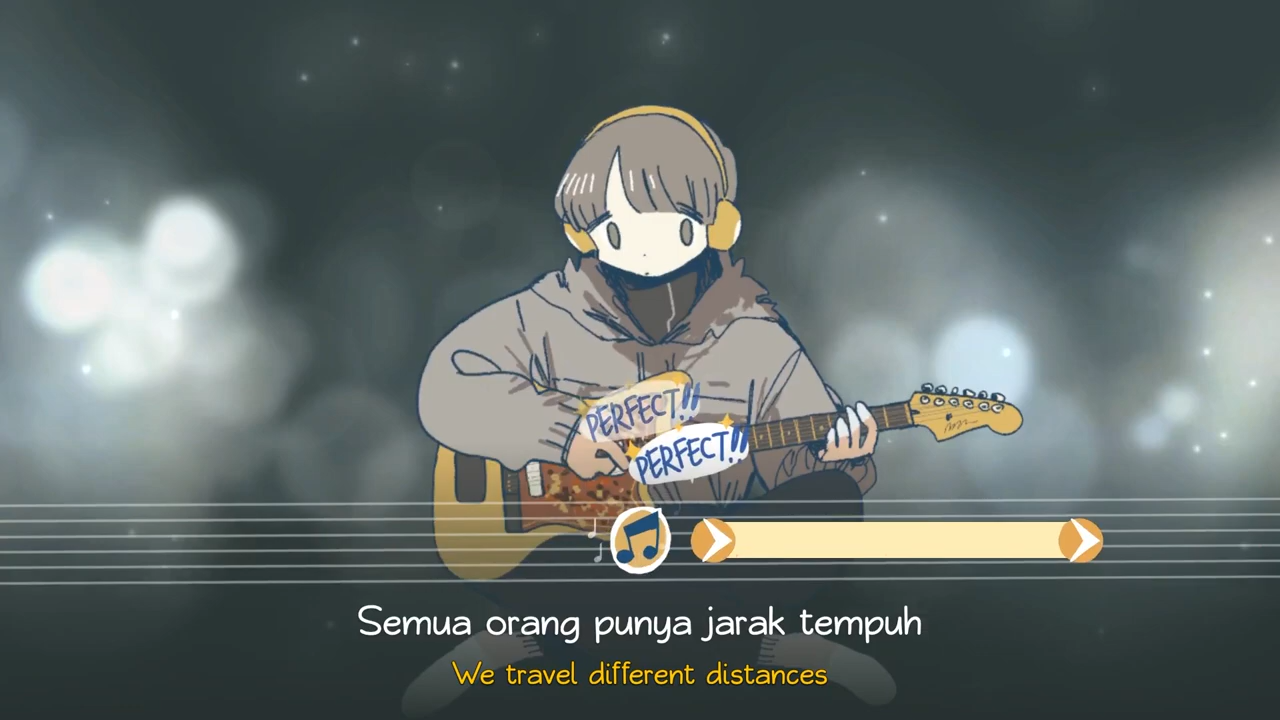 PERFECT!!
PERFECT!!
Semua orang punya jarak tempuh
We travel different distances